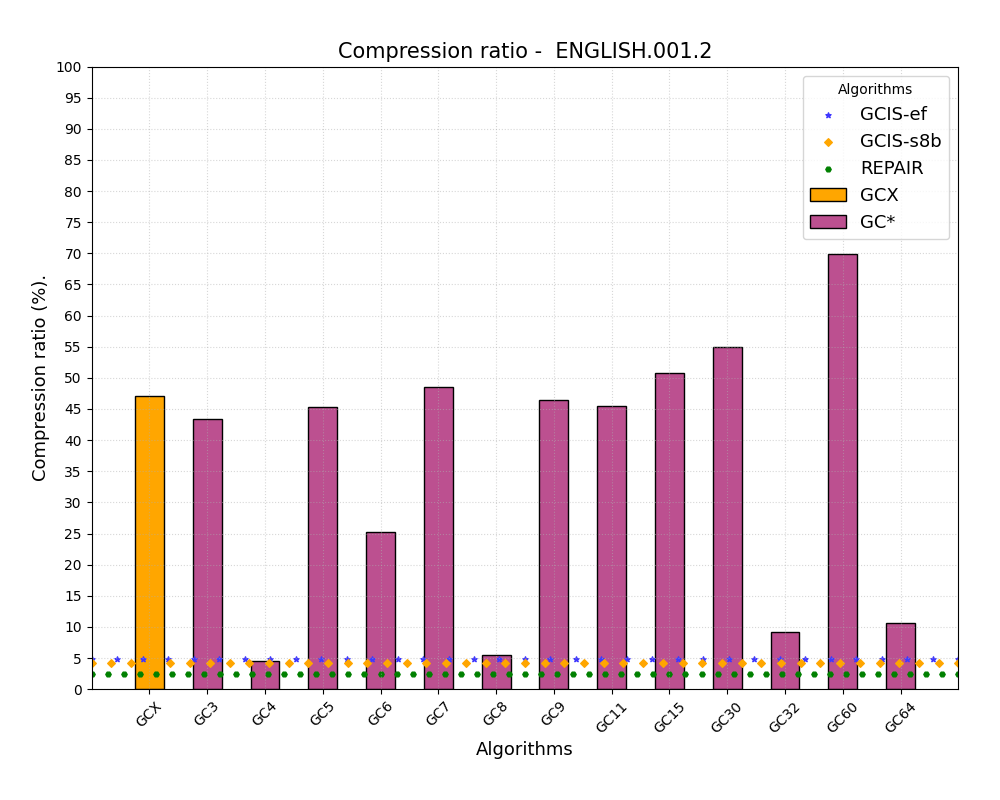 Compression ratio -  ENGLISH.001.2
Compression ratio (%).
100
95
90
85
80
75
70
65
60
55
50
45
40
35
30
25
20
15
10
5
0
Algorithms
GCIS-ef
GCIS-s8b
REPAIR
GCX
GC*
GCX
GC3
GC4
GC5
GC6
GC7
GC8
GC9
GC11
GC15
GC30
GC32
GC60
GC64
Algorithms